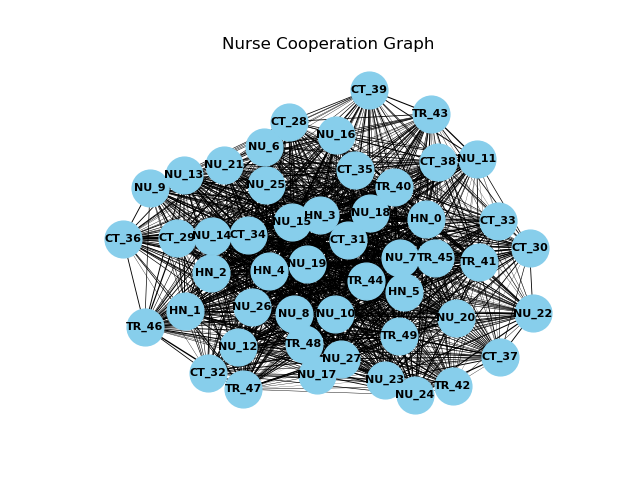 Nurse Cooperation Graph
CT_39
TR_43
CT_28
NU_16
NU_6
NU_11
CT_38
NU_21
CT_35
NU_13
NU_25
TR_40
NU_9
NU_18
HN_3
HN_0
NU_15
CT_33
CT_34
NU_14
CT_29
CT_36
CT_31
CT_30
NU_7
TR_45
TR_41
NU_19
HN_4
HN_2
TR_44
HN_5
NU_26
HN_1
NU_8
NU_10
NU_22
NU_20
TR_46
TR_49
TR_48
NU_12
NU_27
CT_37
CT_32
NU_17
NU_23
TR_42
TR_47
NU_24